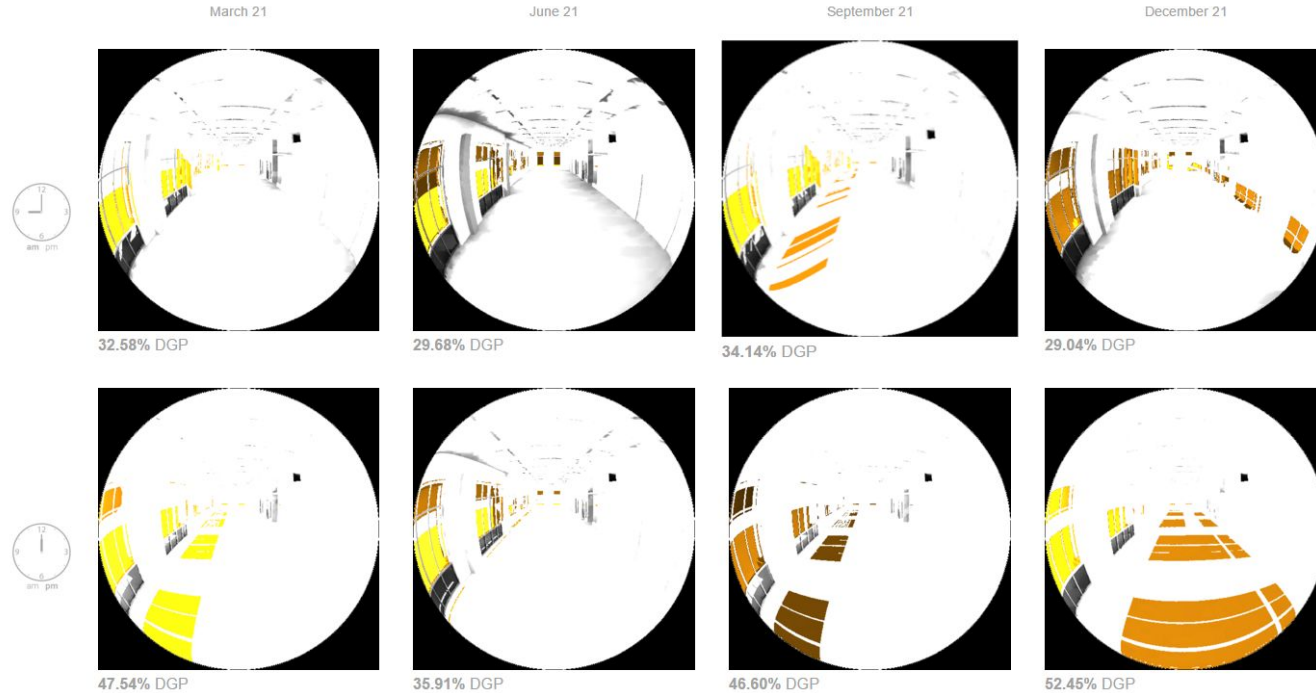 March 21
June 21
September 21
December 21
12
9
3
6
am pm
32.58% DGP
29.68% DGP
34.14% DGP
29.04% DGP
12
9
3
6
am pm
47.54% DGP
35.91% DGP
46.60% DGP
52.45% DGP